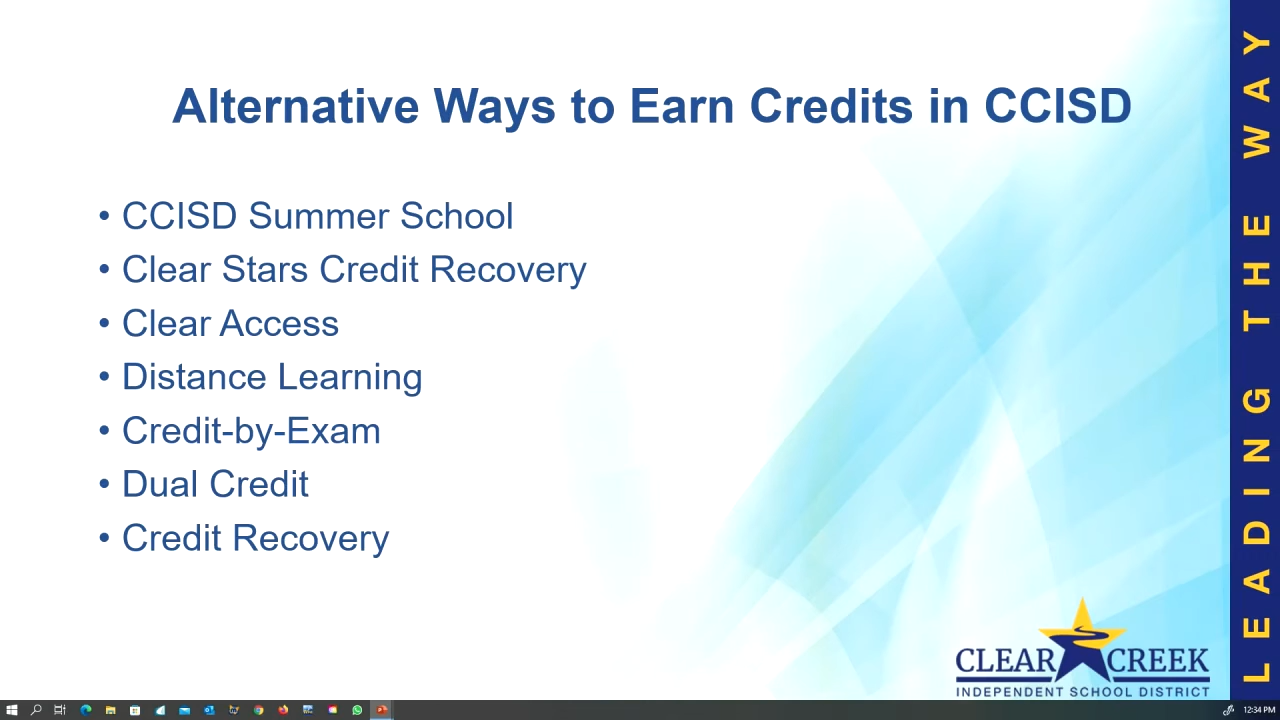 Alternative Ways to Earn Credits in CCISD
• CCISD Summer School
• Clear Stars Credit Recovery
• Clear Access
• Distance Learning
• Credit-by-Exam
• Dual Credit
• Credit Recovery
LEADING THE WAY
CLEAR CREEK
INDEPENDENT SCHOOL DISTRICT
12:34 PM